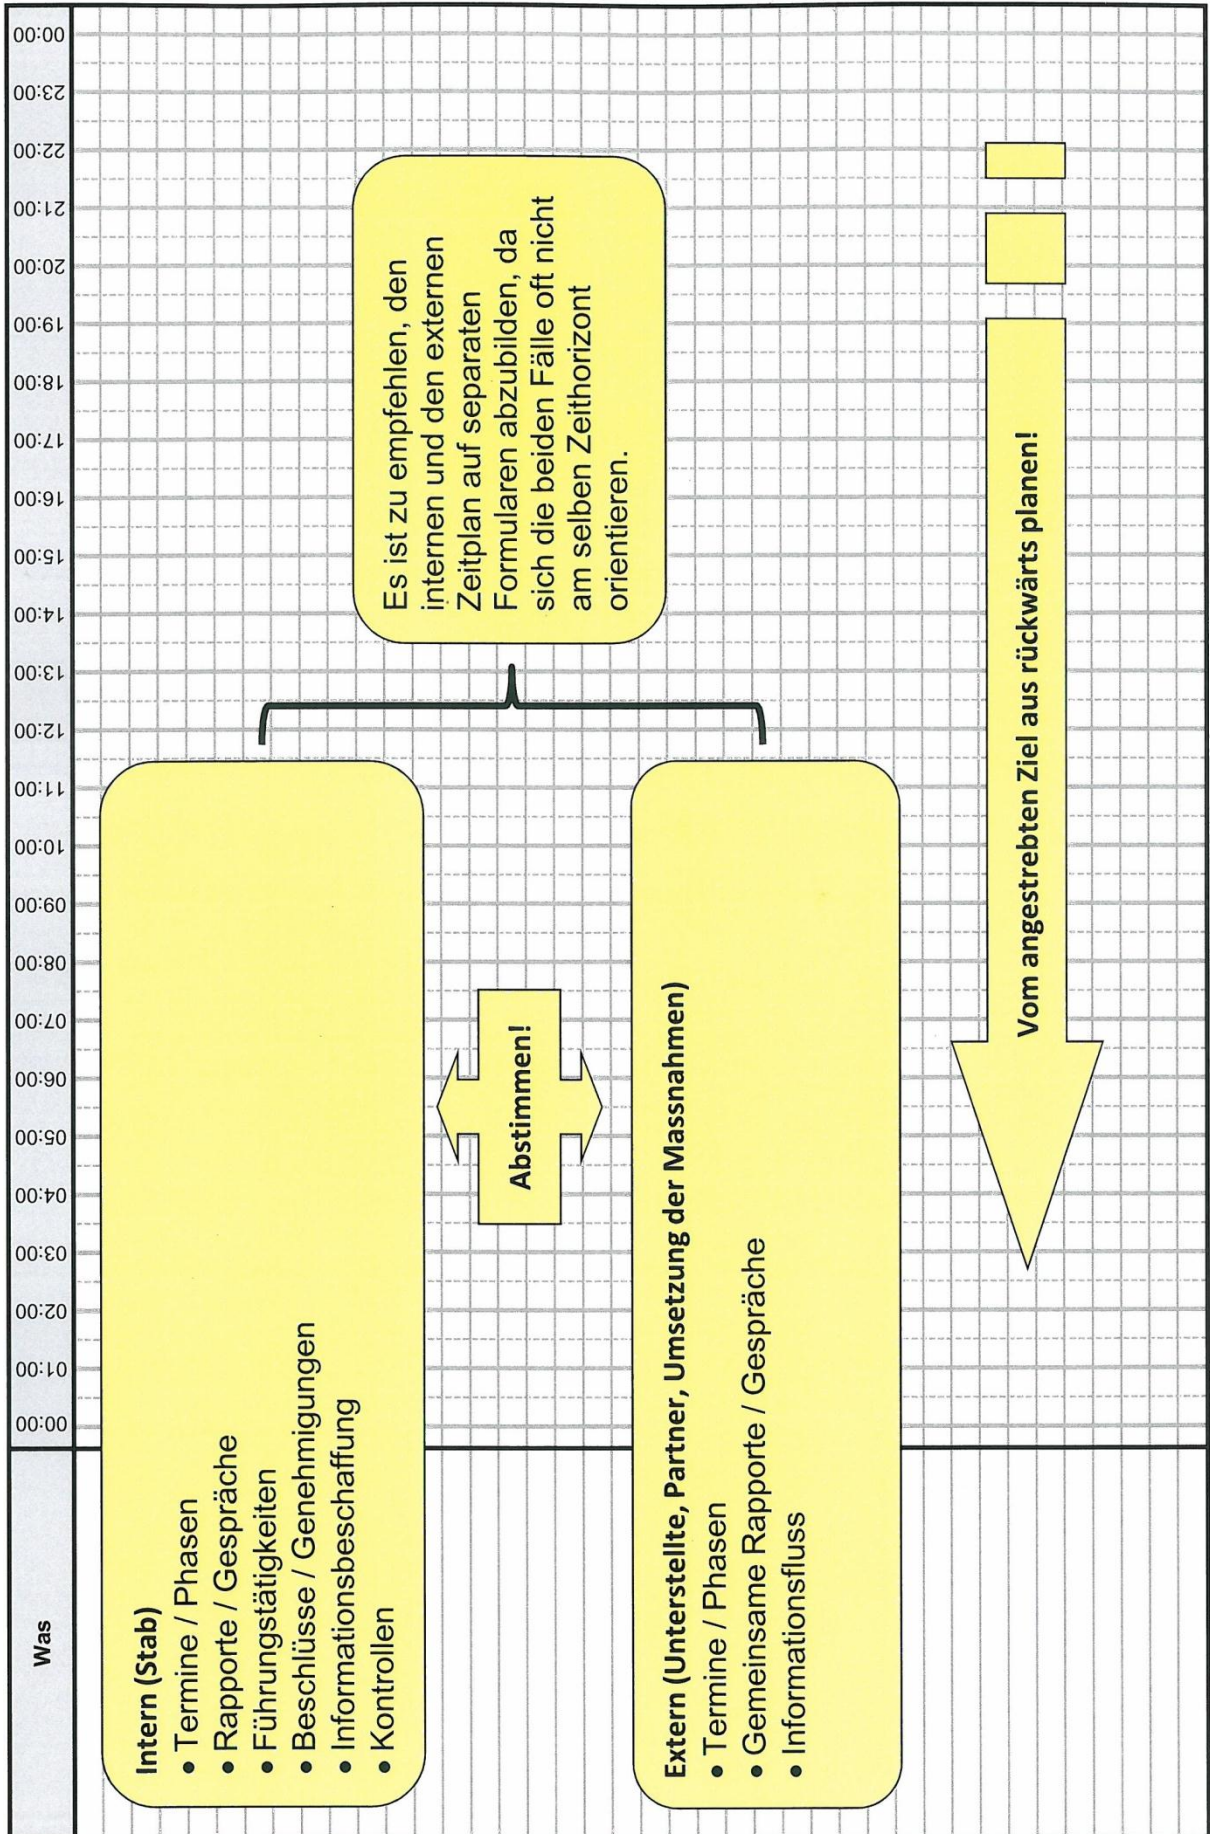 Was
00:00
01:00
02:00
03:00
04:00
05:00
06:00
07:00
08:00
09:00
10:00
11:00
12:00
13:00
14:00
15:00
16:00
17:00
18:00
19:00
20:00
21:00
22:00
23:00
00:00
Intern (Stab)
• Termine / Phasen
• Rapporte / Gespräche
• Führungstätigkeiten
• Beschlüsse / Genehmigungen
• Informationsbeschaffung
• Kontrollen
Abstimmen!
Extern (Unterstellte, Partner, Umsetzung der Massnahmen)
• Termine / Phasen
• Gemeinsame Rapporte / Gespräche
• Informationsfluss
Es ist zu empfehlen, den
internen und den externen
Zeitplan auf separaten
Formularen abzubilden, da
sich die beiden Fälle oft nicht
am selben Zeithorizont
orientieren.
Vom angestrebten Ziel aus rückwärts planen!